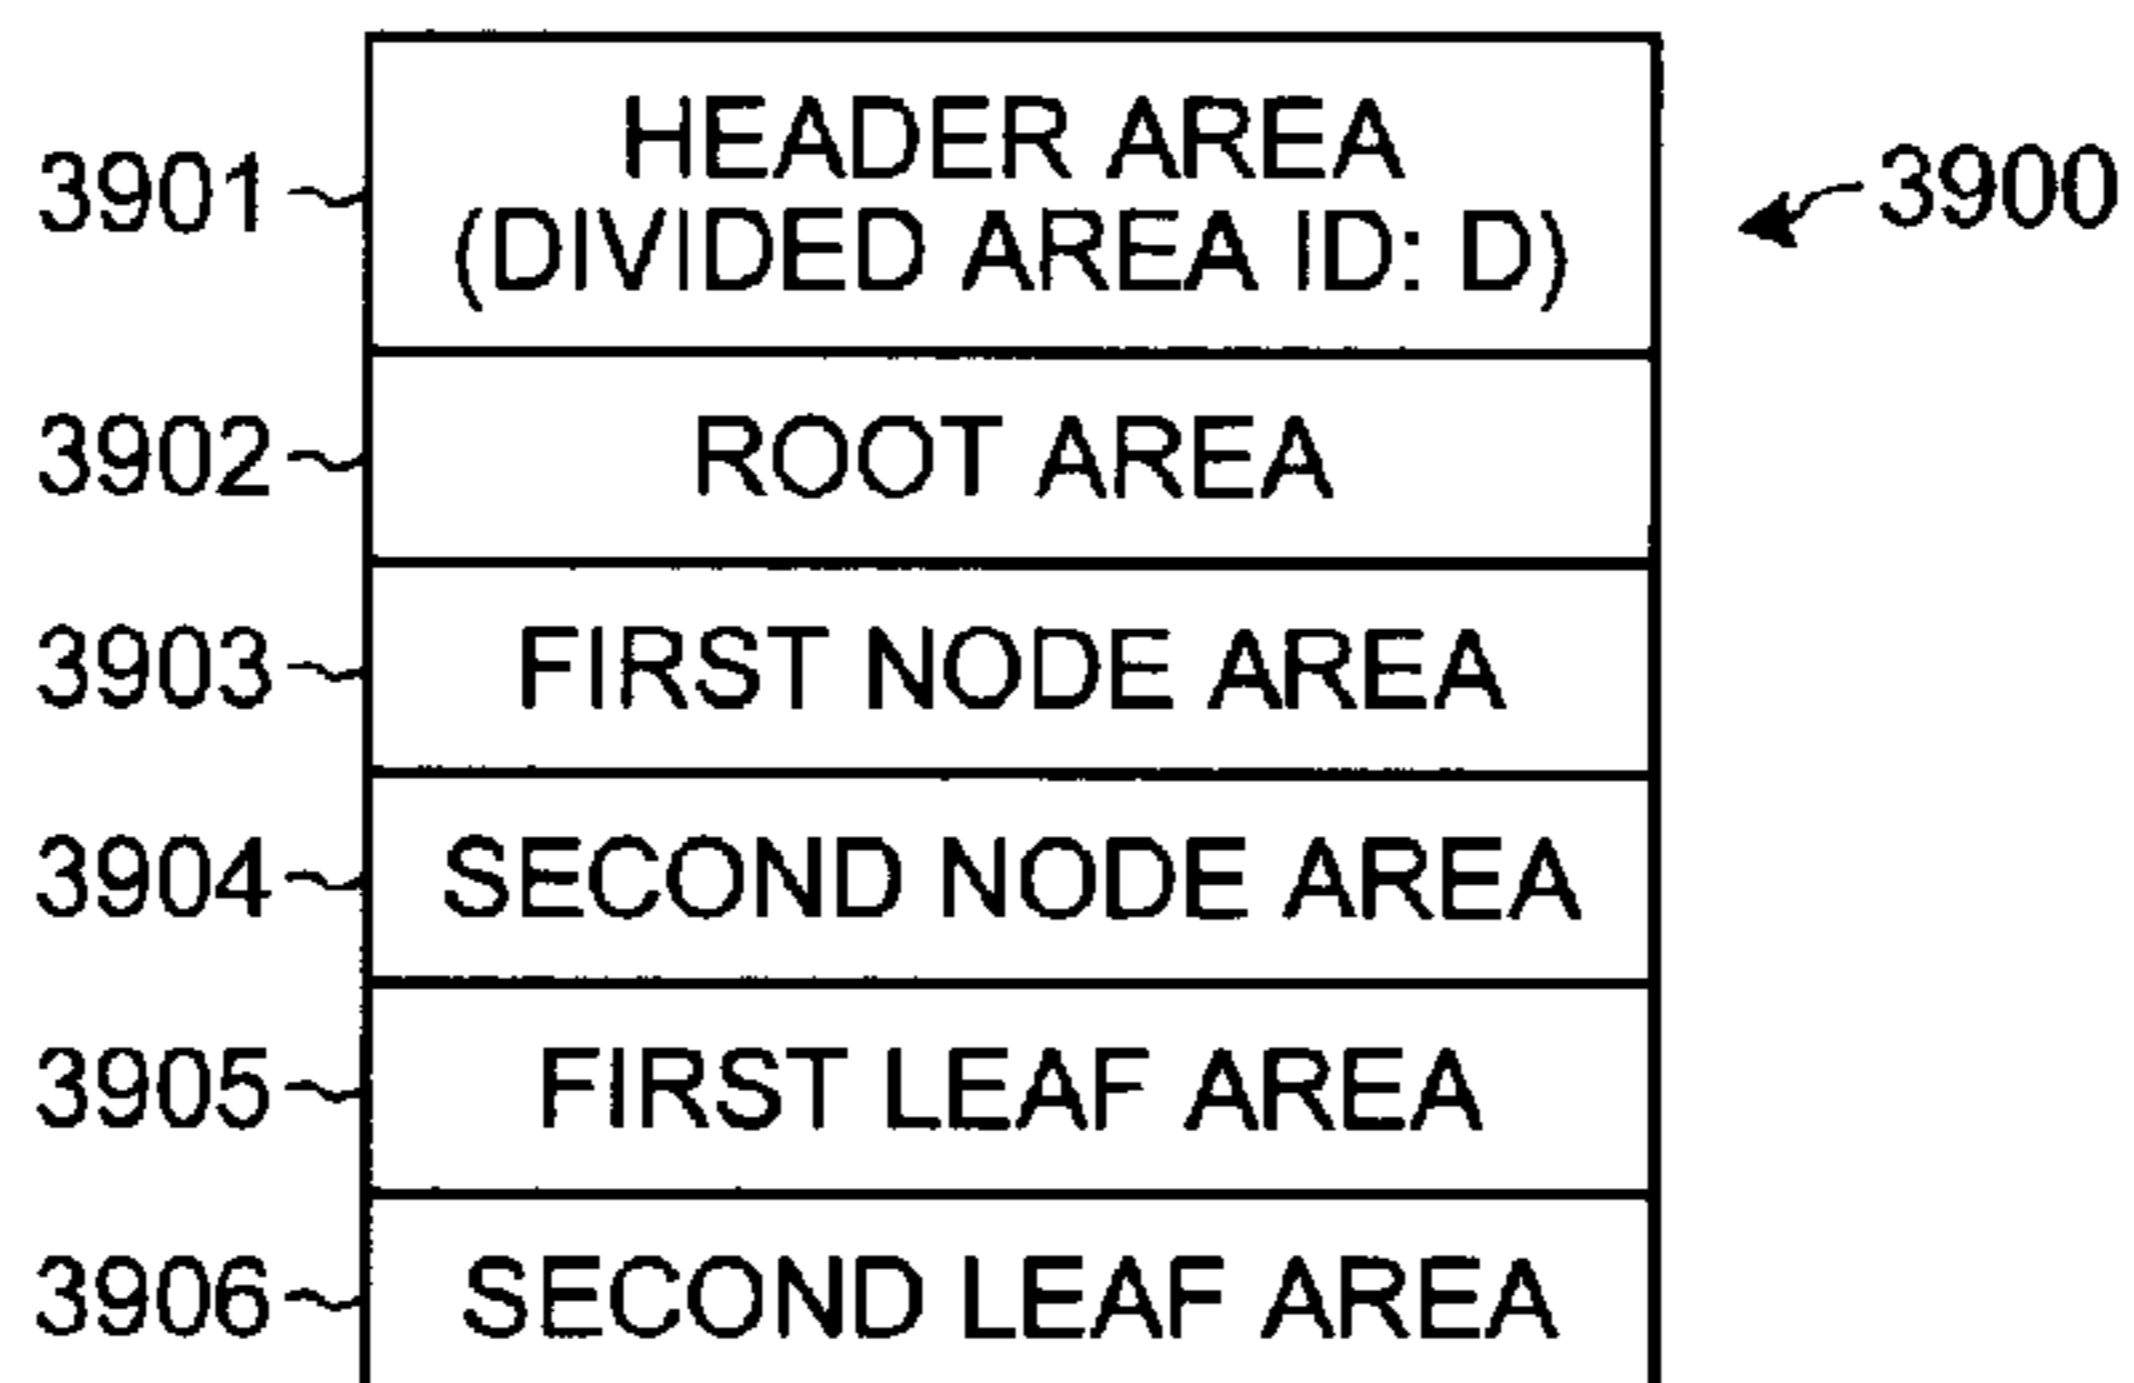 HEADER AREA
(DIVIDED AREA ID: D)
3901
3900
ROOT AREA
3902
FIRST NODE AREA
3903
SECOND NODE AREA
3904
FIRST LEAF AREA
3905
SECOND LEAF AREA
3906